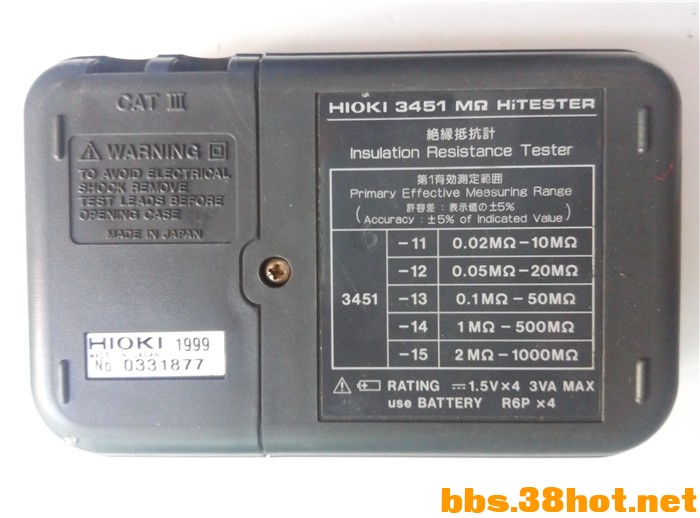 CAT III
⚠ WARNING
TO AVOID ELECTRICAL
SHOCK REMOVE
TEST LEADS BEFORE
OPENING CASE
MADE IN JAPAN
HIOKI 1999
MADE IN JAPAN
No. 0331877
HIOKI 3451 MΩ HiTESTER
絶縁抵抗計
Insulation Resistance Tester
第1有効測定範囲
Primary Effective Measuring Range
(許容差：表示値の±5%
Accuracy：±5% of Indicated Value)
3451
-11 0.02MΩ-10MΩ
-12 0.05MΩ-20MΩ
-13 0.1MΩ-50MΩ
-14 1MΩ-500MΩ
-15 2MΩ-1000MΩ
⚠ RATING ⎓1.5V×4 3VA MAX
use BATTERY R6P ×4
bbs.38hot.net